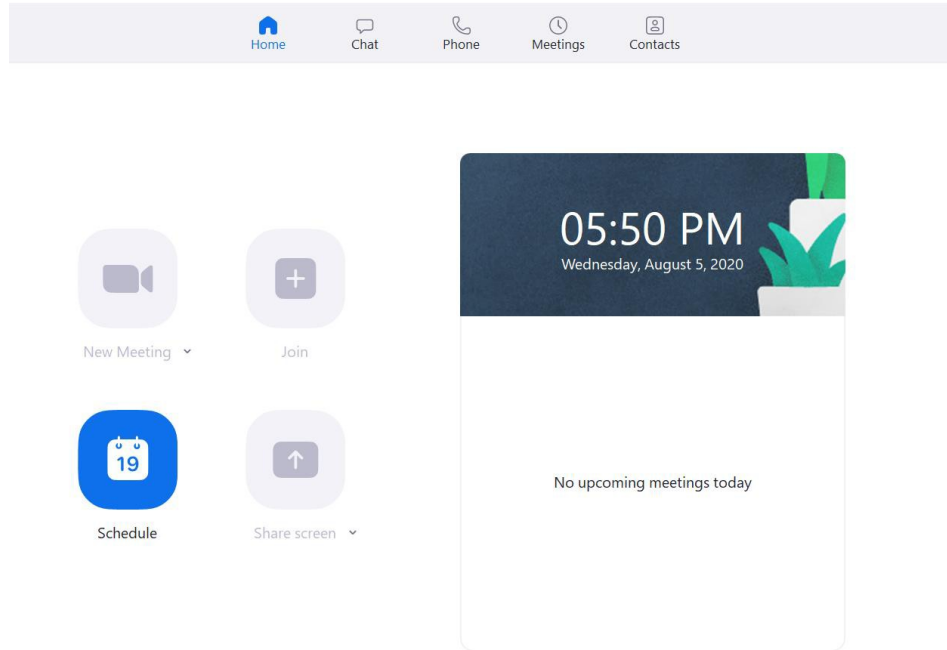 Home
Chat
Phone
Meetings
Contacts
05:50 PM
Wednesday, August 5, 2020
New Meeting
Join
19
Schedule
Share screen
No upcoming meetings today